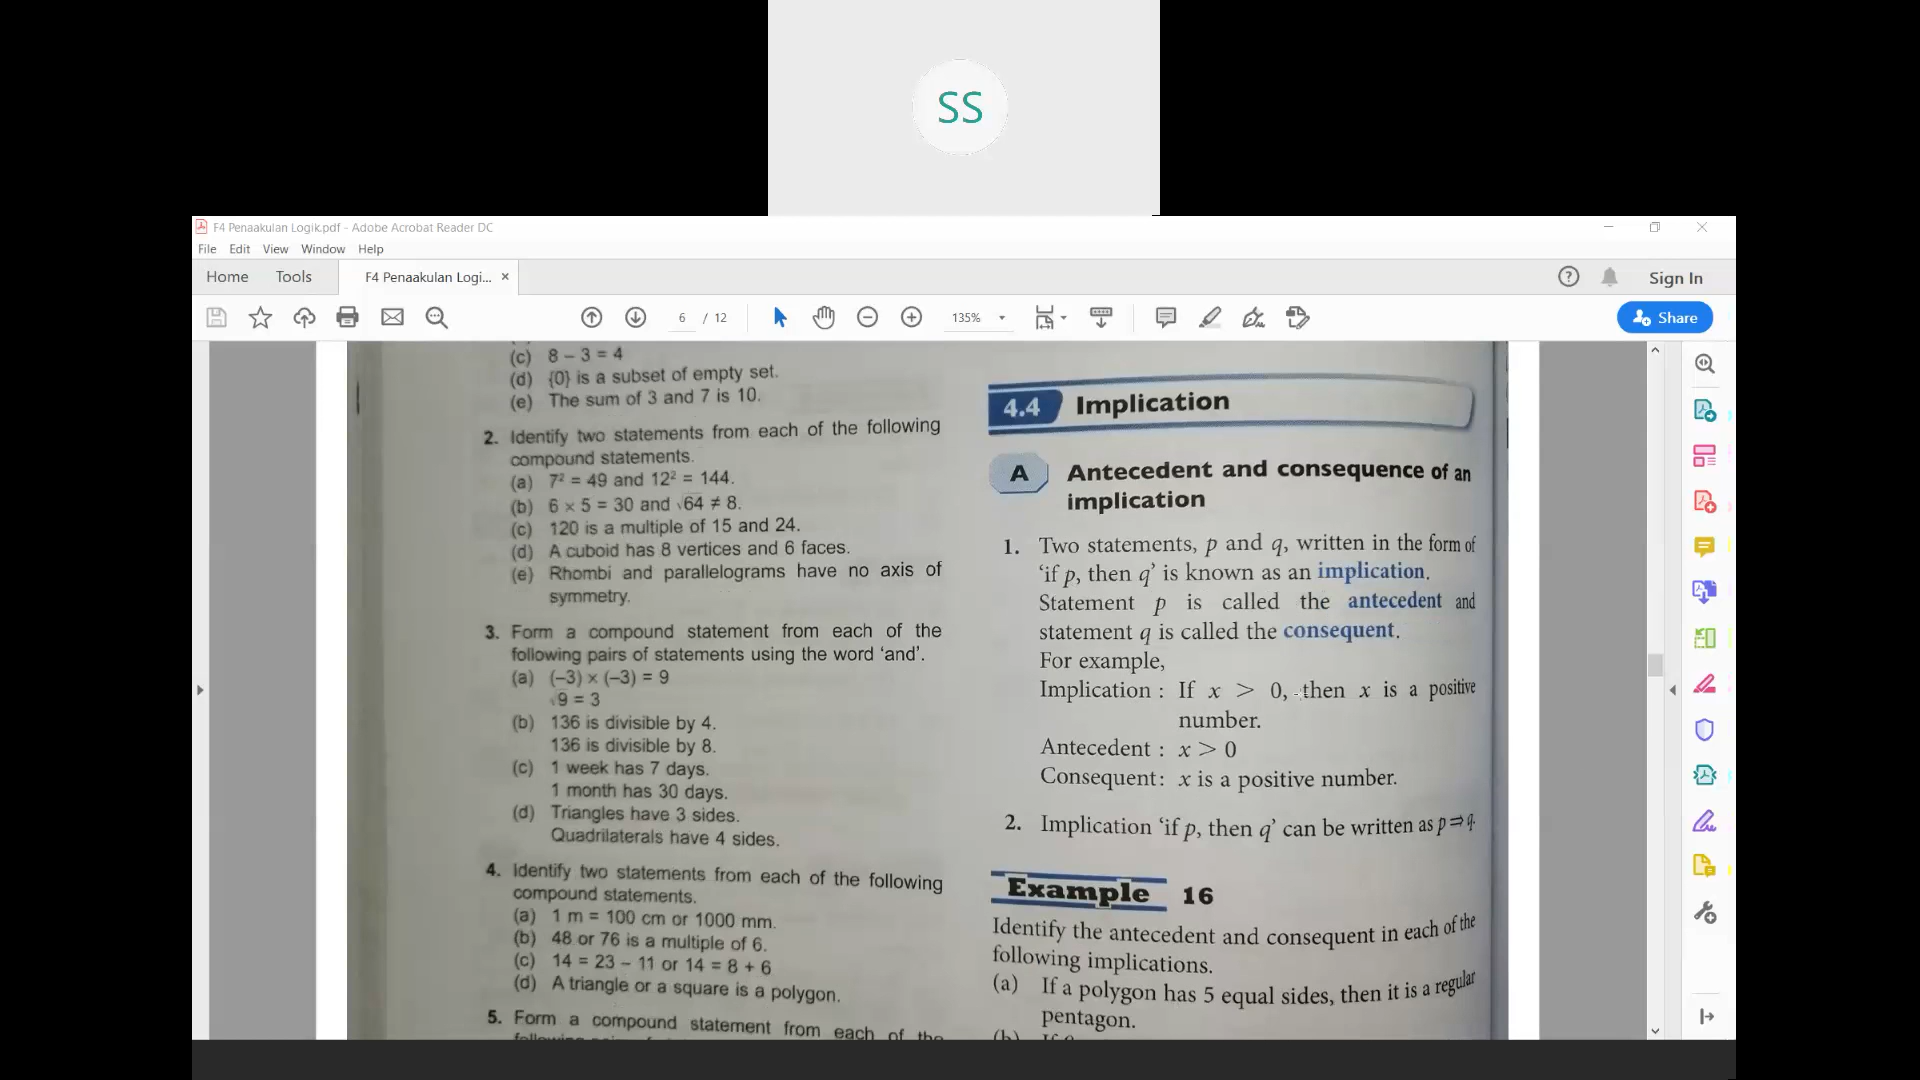 SS
F4 Penaakulan Logik.pdf - Adobe Acrobat Reader DC
File Edit View Window Help
Home Tools F4 Penaakulan Logi... × Sign In
6 / 12 135% Share
(c) 8 – 3 = 4
(d) {0} is a subset of empty set.
(e) The sum of 3 and 7 is 10.
2. Identify two statements from each of the following
compound statements.
(a) 7² = 49 and 12² = 144.
(b) 6 × 5 = 30 and √64 ≠ 8.
(c) 120 is a multiple of 15 and 24.
(d) A cuboid has 8 vertices and 6 faces.
(e) Rhombi and parallelograms have no axis of
symmetry.
3. Form a compound statement from each of the
following pairs of statements using the word ‘and’.
(a) (–3) × (–3) = 9
√9 = 3
(b) 136 is divisible by 4.
136 is divisible by 8.
(c) 1 week has 7 days.
1 month has 30 days.
(d) Triangles have 3 sides.
Quadrilaterals have 4 sides.
4. Identify two statements from each of the following
compound statements.
(a) 1 m = 100 cm or 1000 mm.
(b) 48 or 76 is a multiple of 6.
(c) 14 = 23 – 11 or 14 = 8 + 6
(d) A triangle or a square is a polygon.
5. Form a compound statement from each of the
4.4 Implication
A Antecedent and consequence of an
implication
1. Two statements, p and q, written in the form of
‘if p, then q’ is known as an implication.
Statement p is called the antecedent and
statement q is called the consequent.
For example,
Implication : If x > 0, then x is a positive
number.
Antecedent : x > 0
Consequent : x is a positive number.
2. Implication ‘if p, then q’ can be written as p ⇒ q.
Example 16
Identify the antecedent and consequent in each of the
following implications.
(a) If a polygon has 5 equal sides, then it is a regular
pentagon.